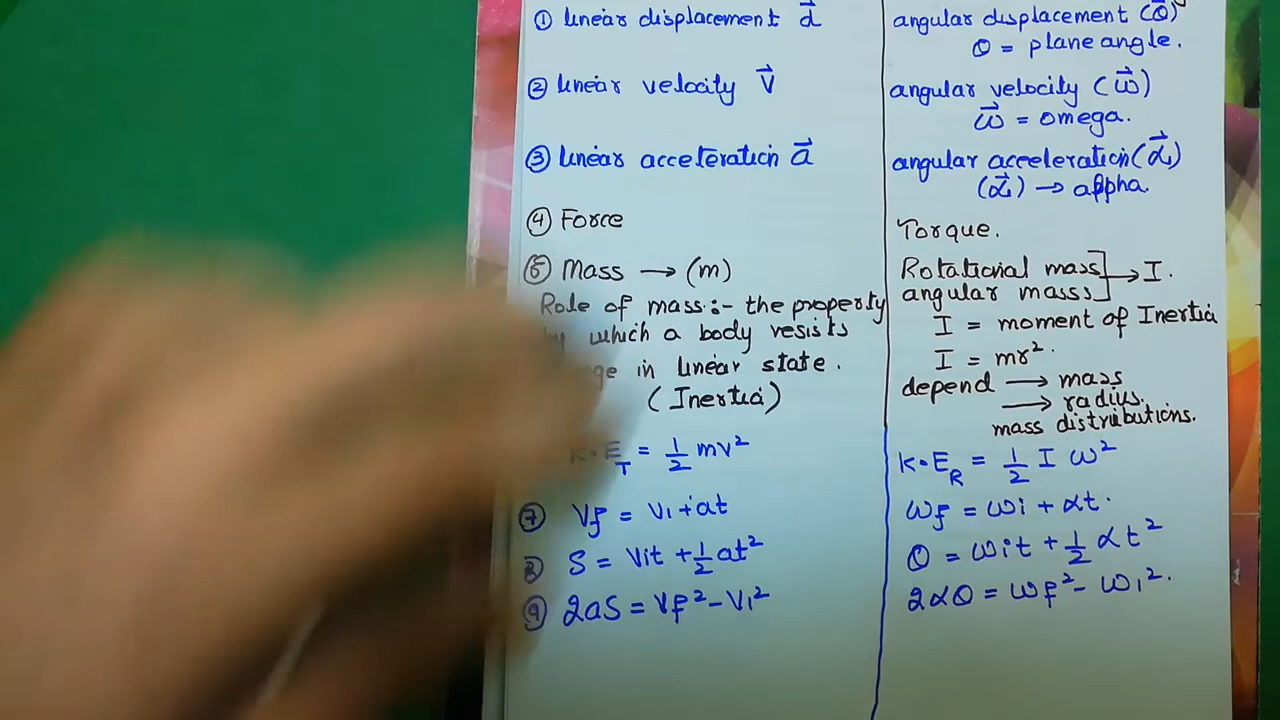 ① linear displacement d⃗
② linear velocity V⃗
③ linear acceleration a⃗
④ Force
⑤ Mass → (m)
Role of mass:- the property
which a body resists
in linear state.
(Inertia)
K.E_T = 1/2 mv²
⑦ Vf = Vi + at
⑧ S = Vit + 1/2 at²
⑨ 2aS = Vf² - Vi²
angular displacement (θ⃗)
θ = plane angle.
angular velocity (ω⃗)
ω⃗ = omega.
angular acceleration (α⃗)
(α⃗) → alpha.
Torque.
Rotational mass
angular masss] → I.
I = moment of Inertia
I = mr².
depend → mass
→ radius.
mass distributions.
K.E_R = 1/2 I ω²
ωf = ωi + αt.
θ = ωit + 1/2 αt²
2αθ = ωf² - ωi².